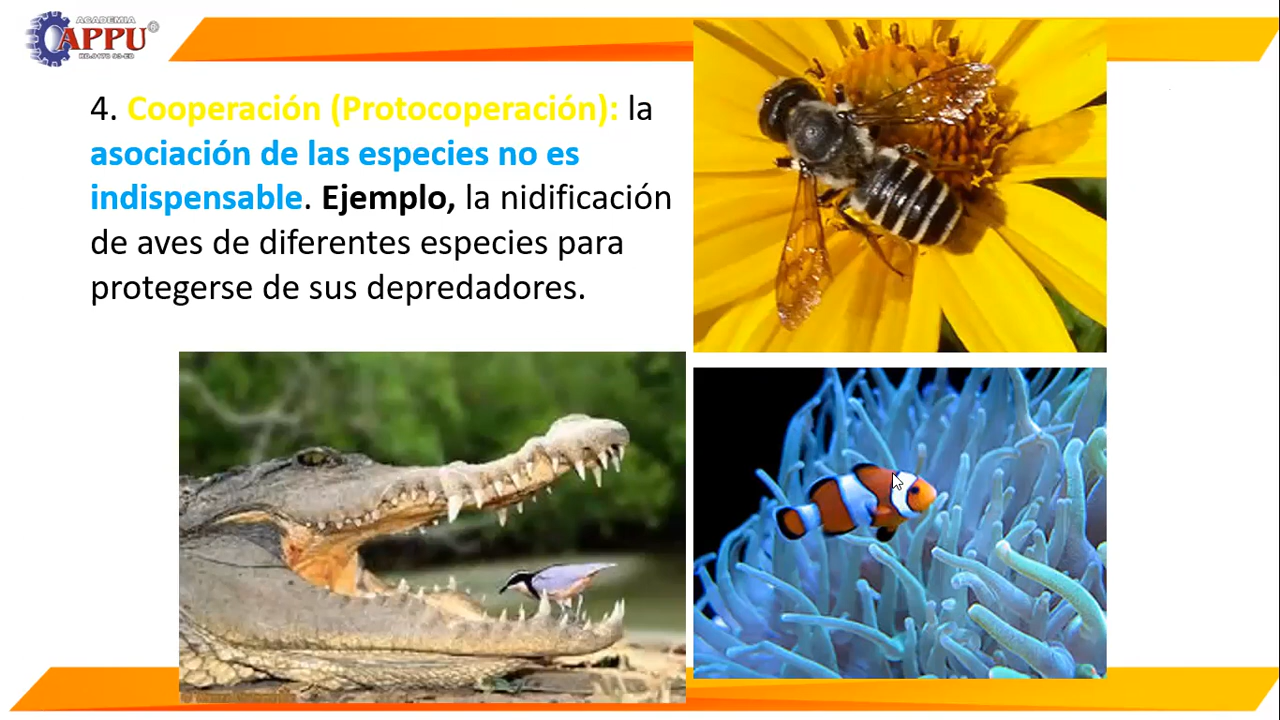 ACADEMIA
APPU®
4. Cooperación (Protocoperación): la
asociación de las especies no es
indispensable. Ejemplo, la nidificación
de aves de diferentes especies para
protegerse de sus depredadores.